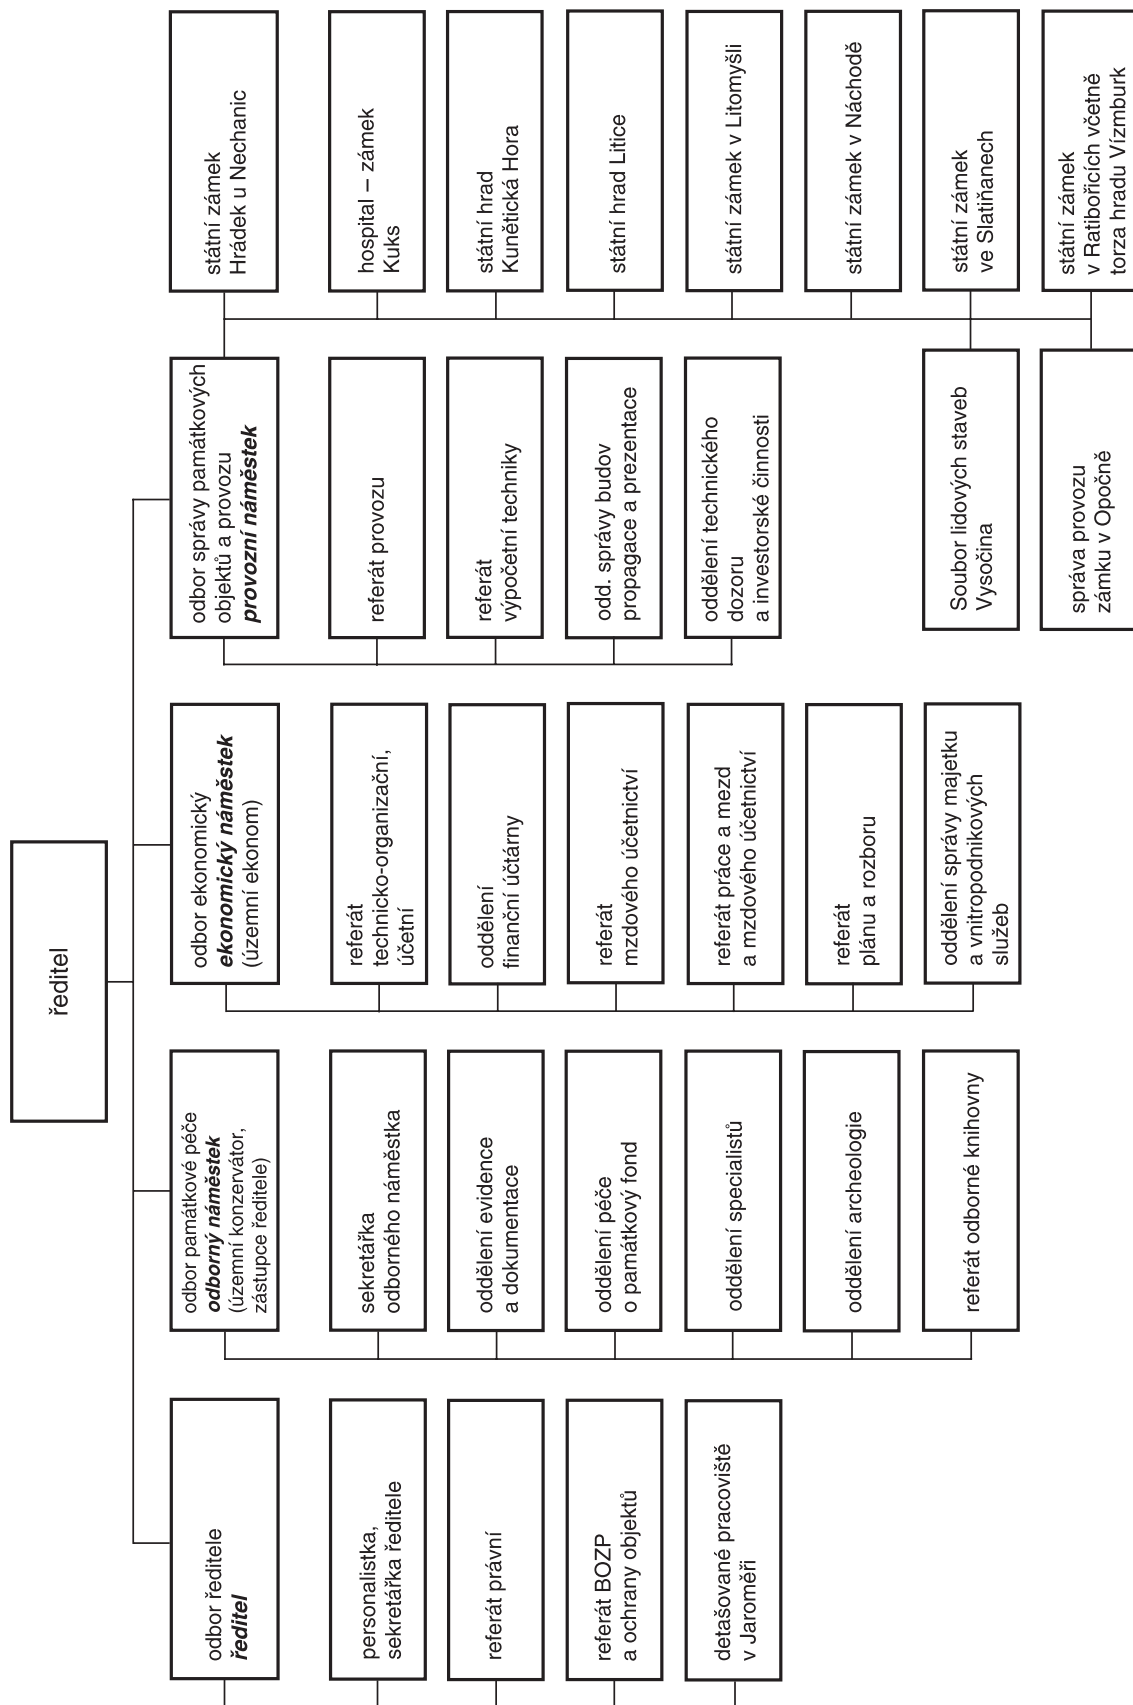 ředitel
odbor ředitele
ředitel
personalistka,
sekretářka ředitele
referát právní
referát BOZP
a ochrany objektů
detašované pracoviště
v Jaroměři
odbor památkové péče
odborný náměstek
(územní konzervátor,
zástupce ředitele)
sekretářka
odborného náměstka
oddělení evidence
a dokumentace
oddělení péče
o památkový fond
oddělení specialistů
oddělení archeologie
referát odborné knihovny
odbor ekonomický
ekonomický náměstek
(územní ekonom)
referát
technicko-organizační,
účetní
oddělení
finanční účtárny
referát
mzdového účetnictví
referát práce a mezd
a mzdového účetnictví
referát
plánu a rozboru
oddělení správy majetku
a vnitropodnikových
služeb
odbor správy památkových
objektů a provozu
provozní náměstek
referát provozu
referát
výpočetní techniky
odd. správy budov
propagace a prezentace
oddělení technického
dozoru
a investorské činnosti
Soubor lidových staveb
Vysočina
správa provozu
zámku v Opočně
státní zámek
Hrádek u Nechanic
hospital – zámek
Kuks
státní hrad
Kunětická Hora
státní hrad Litice
státní zámek v Litomyšli
státní zámek v Náchodě
státní zámek
ve Slatiňanech
státní zámek
v Ratibořicích včetně
torza hradu Vízmburk